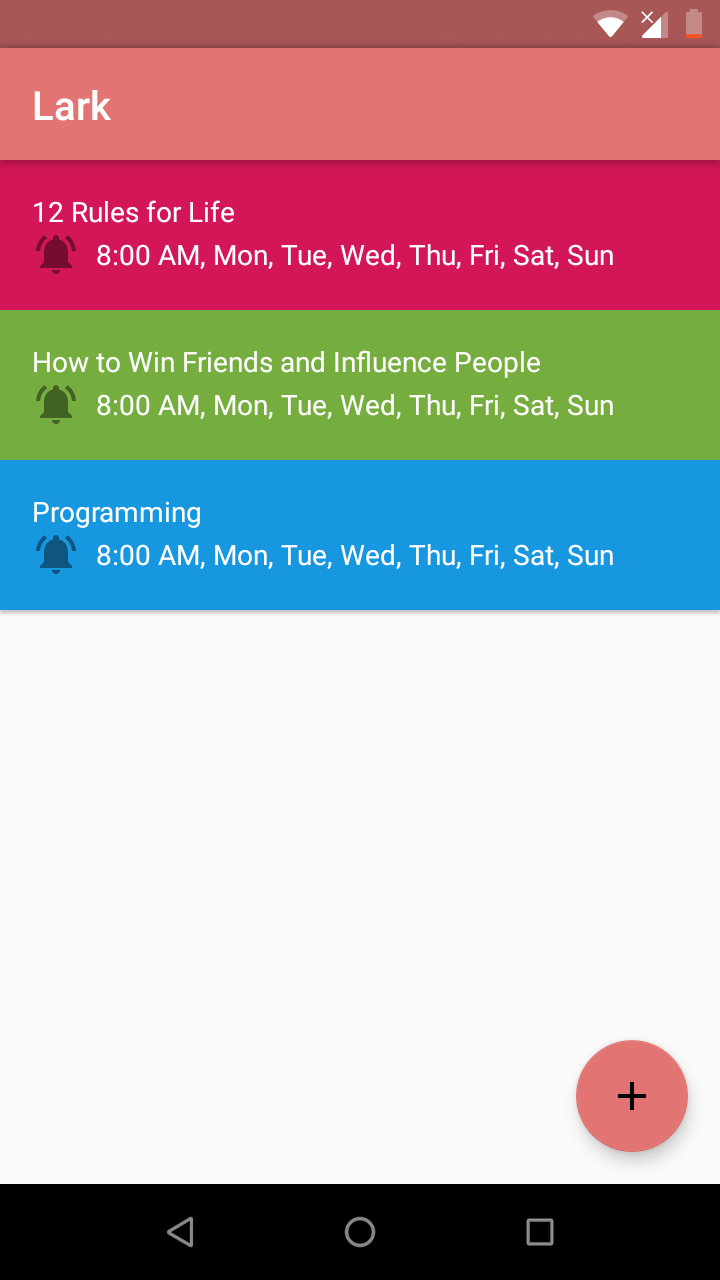 Lark
12 Rules for Life
8:00 AM, Mon, Tue, Wed, Thu, Fri, Sat, Sun
How to Win Friends and Influence People
8:00 AM, Mon, Tue, Wed, Thu, Fri, Sat, Sun
Programming
8:00 AM, Mon, Tue, Wed, Thu, Fri, Sat, Sun